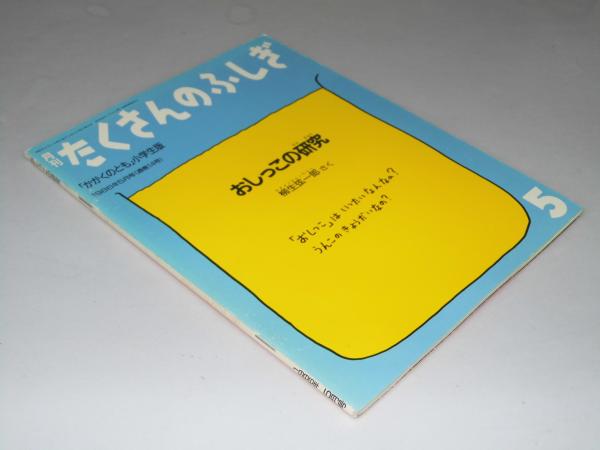 月刊 たくさんのふしぎ
「かがくのとも」小学生版
5
おしっこの研究
柳生弦一郎 さく
「おしっこ」は いったい なんなの?
うんこの きょうだいなの?